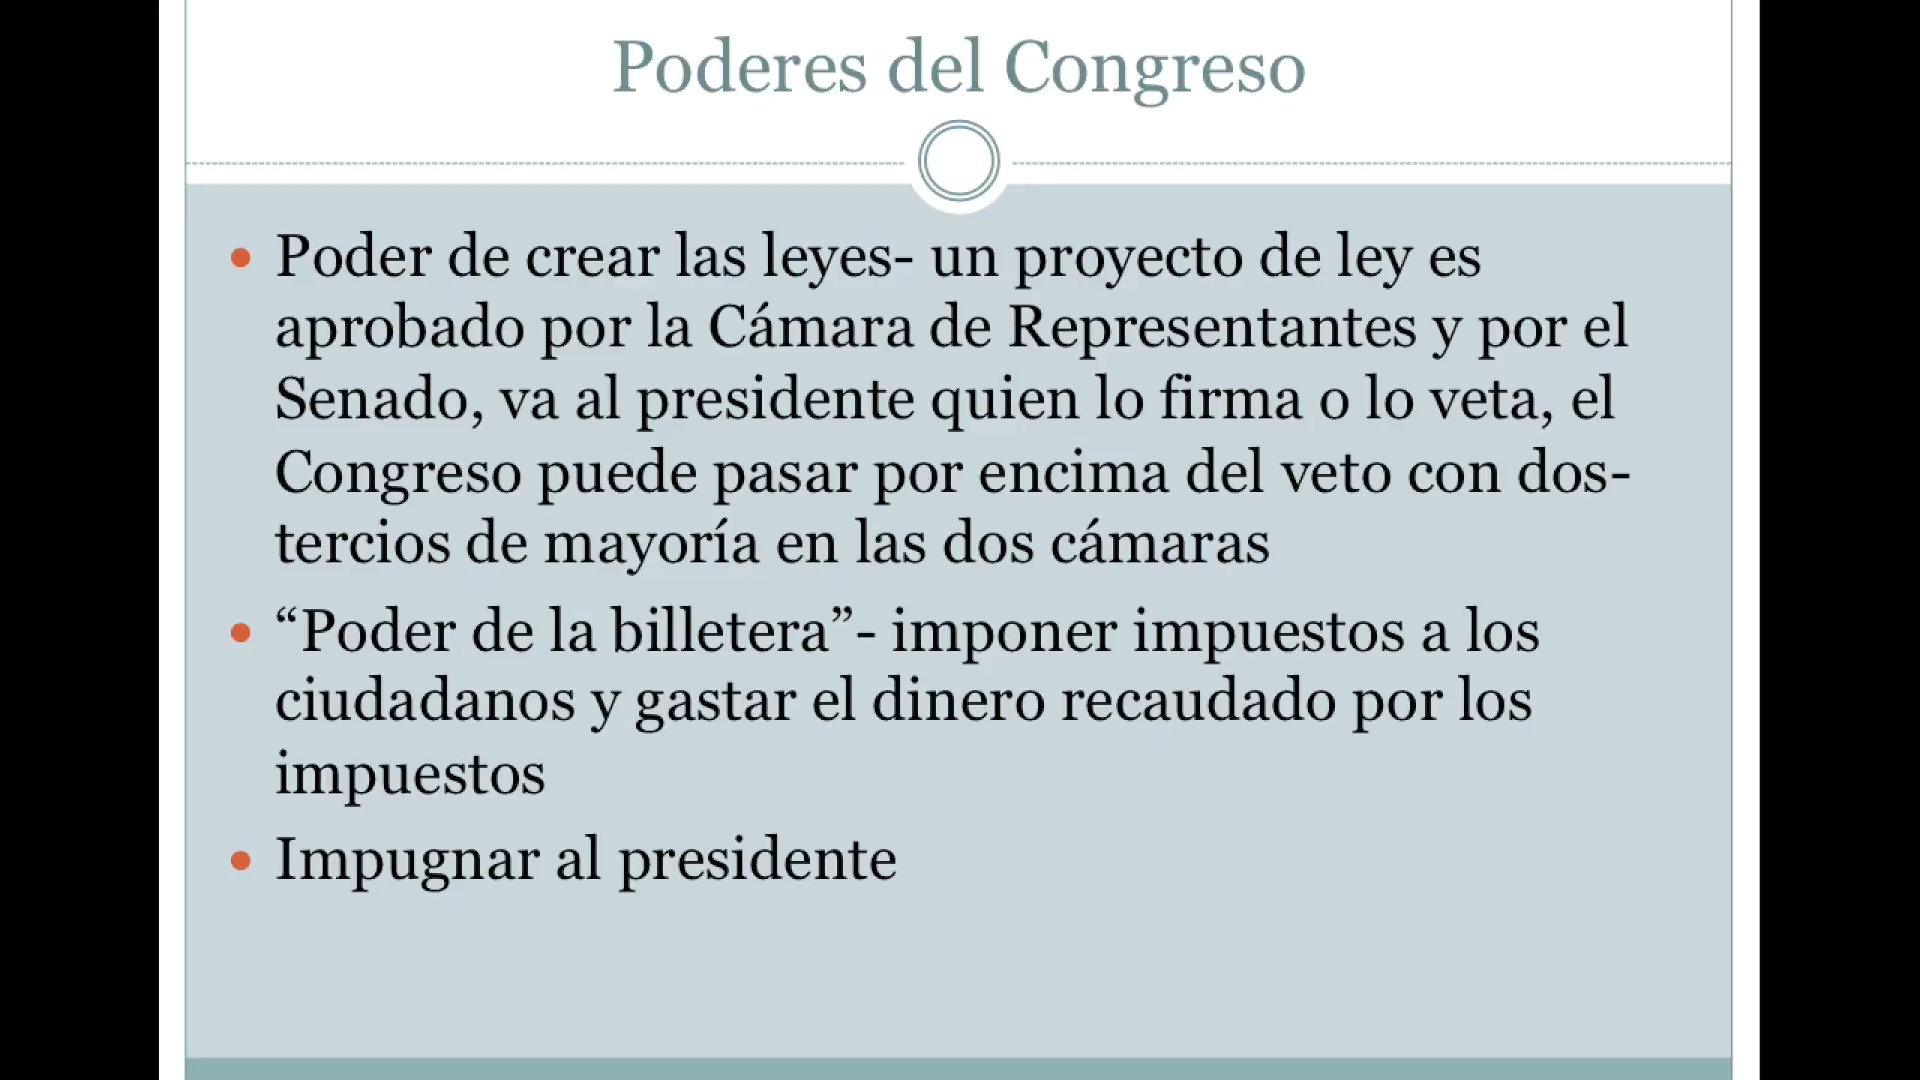 Poderes del Congreso
• Poder de crear las leyes- un proyecto de ley es
aprobado por la Cámara de Representantes y por el
Senado, va al presidente quien lo firma o lo veta, el
Congreso puede pasar por encima del veto con dos-
tercios de mayoría en las dos cámaras
• “Poder de la billetera”- imponer impuestos a los
ciudadanos y gastar el dinero recaudado por los
impuestos
• Impugnar al presidente